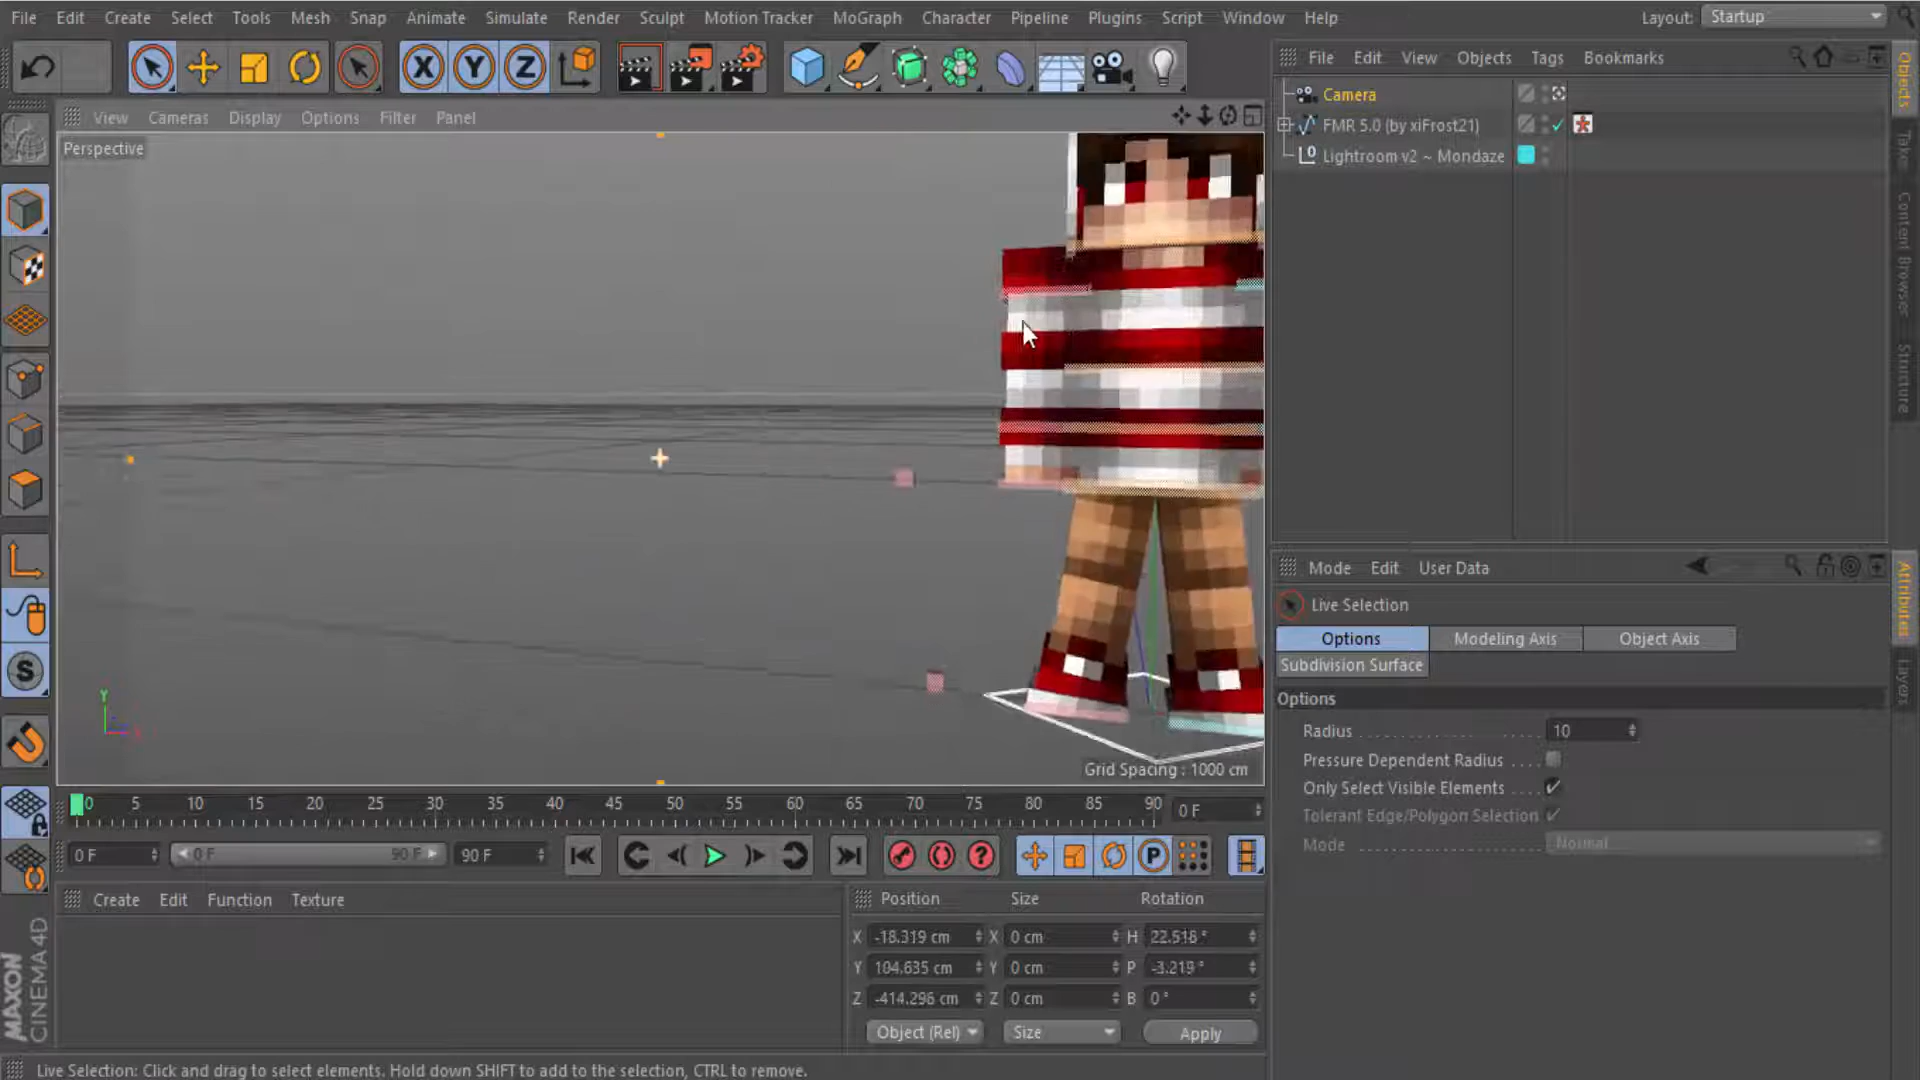 File Edit Create Select Tools Mesh Snap Animate Simulate Render Sculpt Motion Tracker MoGraph Character Pipeline Plugins Script Window Help Layout: Startup
X Y Z
File Edit View Objects Tags Bookmarks
View Cameras Display Options Filter Panel
Perspective
Camera
FMR 5.0 (by xiFrost21)
Lightroom v2 ~ Mondaze
Objects
Take
Content Browser
Structure
Y
Grid Spacing : 1000 cm
Mode Edit User Data
Live Selection
Options Modeling Axis Object Axis
Subdivision Surface
Options
Radius 10
Pressure Dependent Radius
Only Select Visible Elements
Tolerant Edge/Polygon Selection
Mode Normal
Attributes
Layers
0 5 10 15 20 25 30 35 40 45 50 55 60 65 70 75 80 85 90 0 F
0 F 0 F 90 F 90 F
P
S
Create Edit Function Texture
Position Size Rotation
X -18.319 cm X 0 cm H 22.518 °
Y 104.635 cm Y 0 cm P -3.219 °
Z -414.296 cm Z 0 cm B 0 °
Object (Rel) Size Apply
MAXON
CINEMA 4D
Live Selection: Click and drag to select elements. Hold down SHIFT to add to the selection, CTRL to remove.